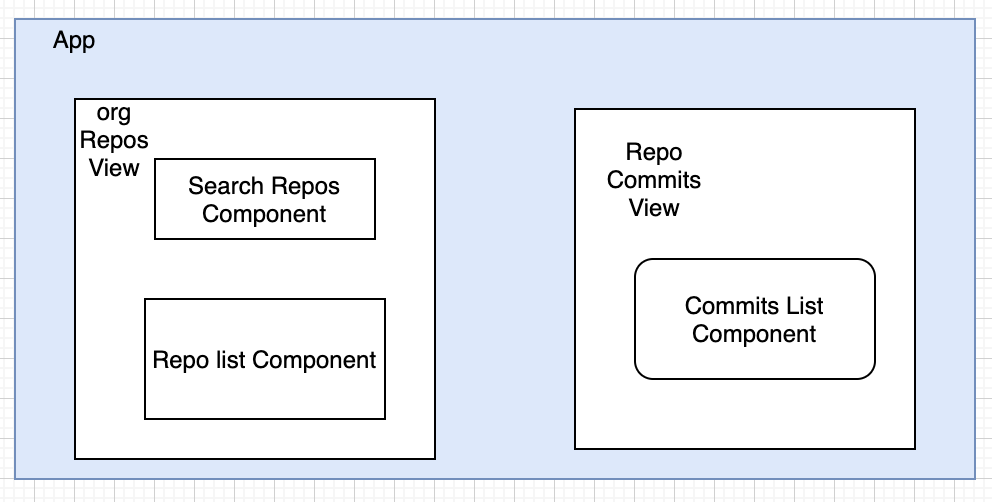 App
org
Repos
View
Search Repos
Component
Repo list Component
Repo
Commits
View
Commits List
Component